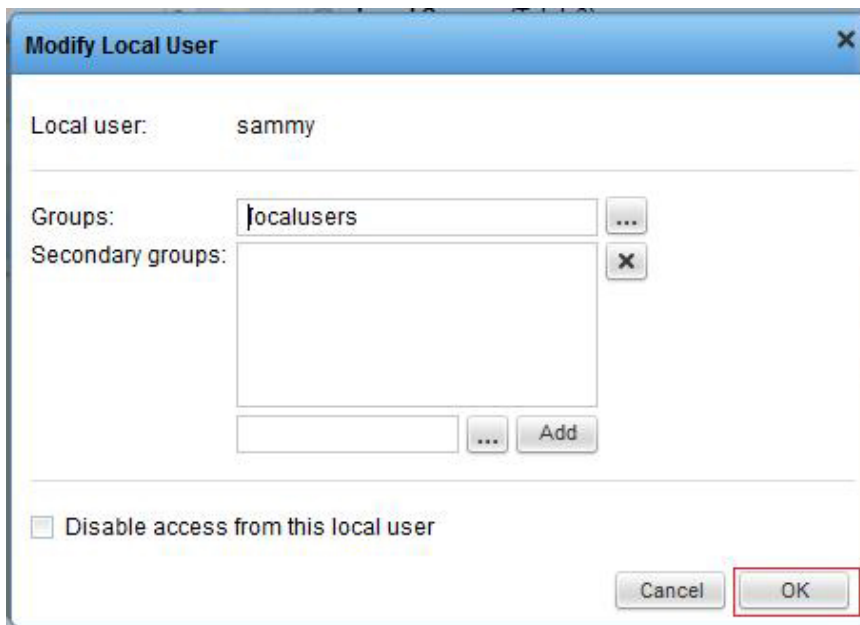 Modify Local User
Local user: sammy
Groups: localusers
...
Secondary groups:
... Add
Disable access from this local user
Cancel OK